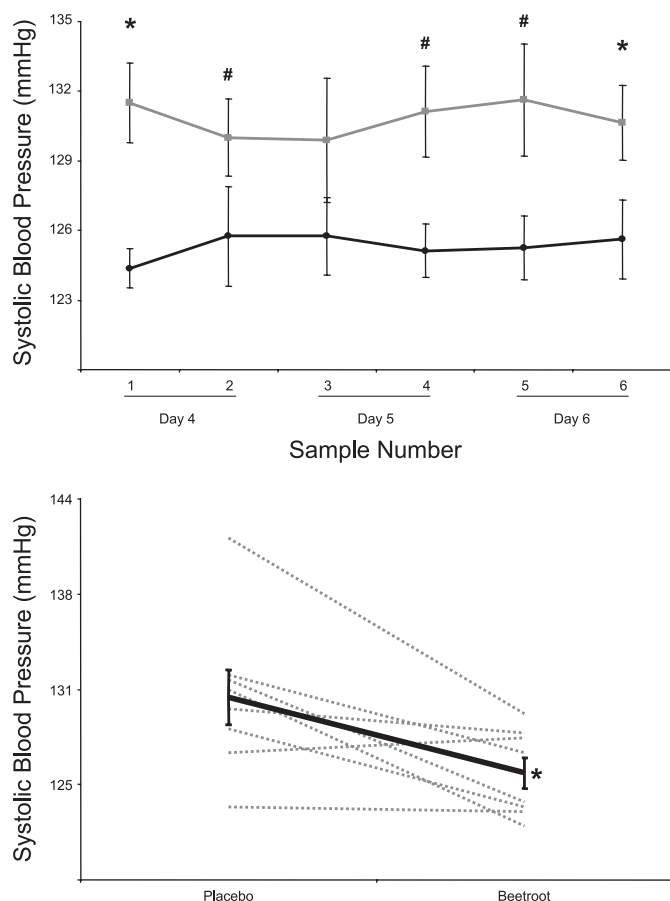 Systolic Blood Pressure (mmHg)
135
132
129
126
123
*
#
#
#
*
1 2 3 4 5 6
Day 4 Day 5 Day 6
Sample Number
Systolic Blood Pressure (mmHg)
144
138
131
125
*
Placebo Beetroot